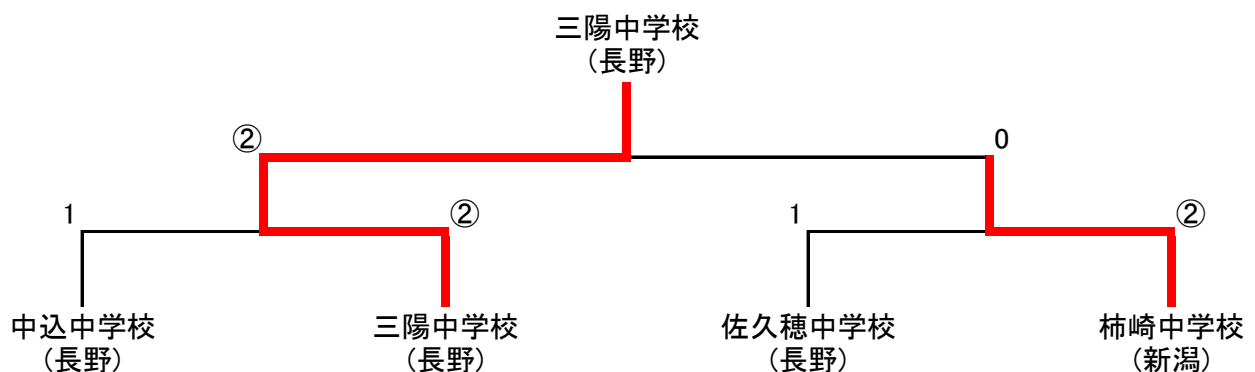 三陽中学校
(長野)
②
0
1
②
1
②
中込中学校
(長野)
三陽中学校
(長野)
佐久穂中学校
(長野)
柿崎中学校
(新潟)